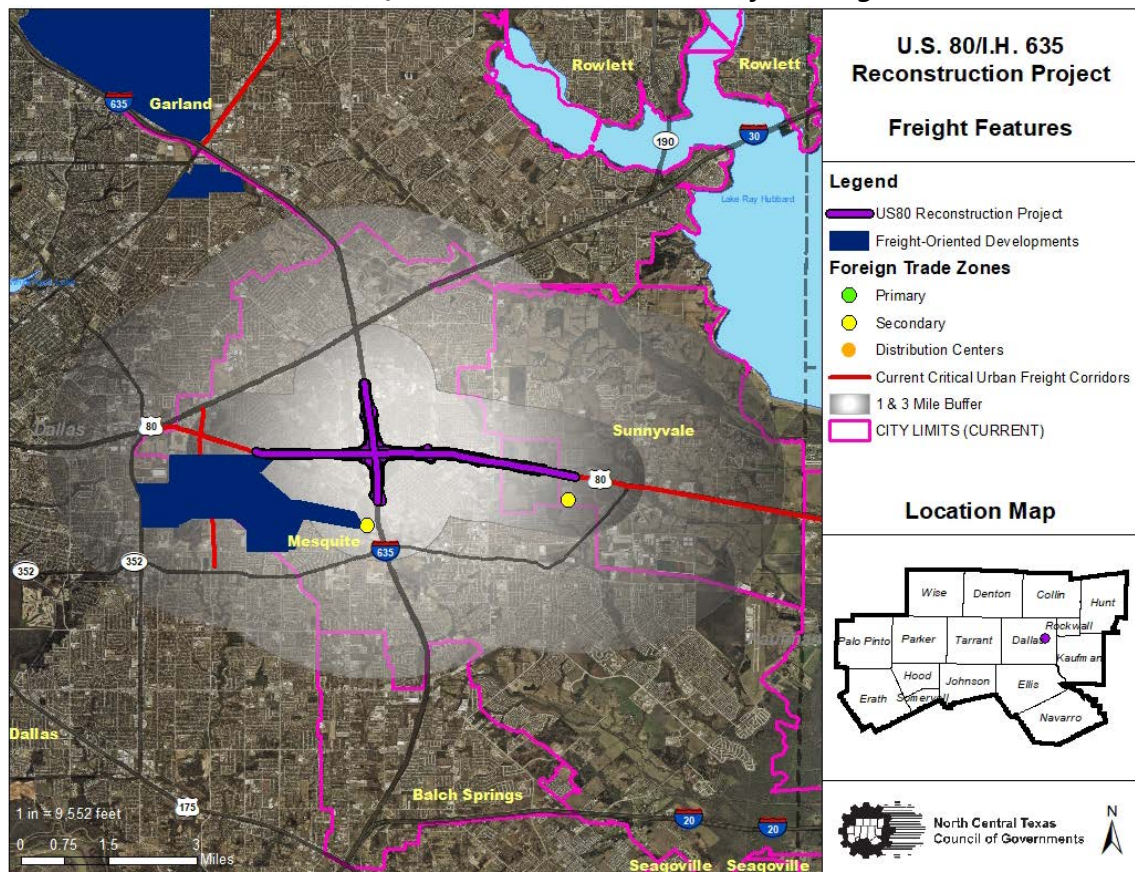 U.S. 80/I.H. 635
Reconstruction Project
Freight Features
Legend
US80 Reconstruction Project
Freight-Oriented Developments
Foreign Trade Zones
Primary
Secondary
Distribution Centers
Current Critical Urban Freight Corridors
1 & 3 Mile Buffer
CITY LIMITS (CURRENT)
Location Map
Wise
Denton
Collin
Hunt
Rockwall
Palo Pinto
Parker
Tarrant
Dallas
Kaufman
Hood
Johnson
Ellis
Erath
Somervell
Navarro
North Central Texas
Council of Governments
N
Rowlett
Rowlett
Garland
635
190
30
Lake Ray Hubbard
Dallas
80
Sunnyvale
80
Mesquite
635
352
352
Dallas
175
Balch Springs
20
20
Seagoville
Seagoville
1 in = 9,552 feet
0 0.75 1.5 3
Miles